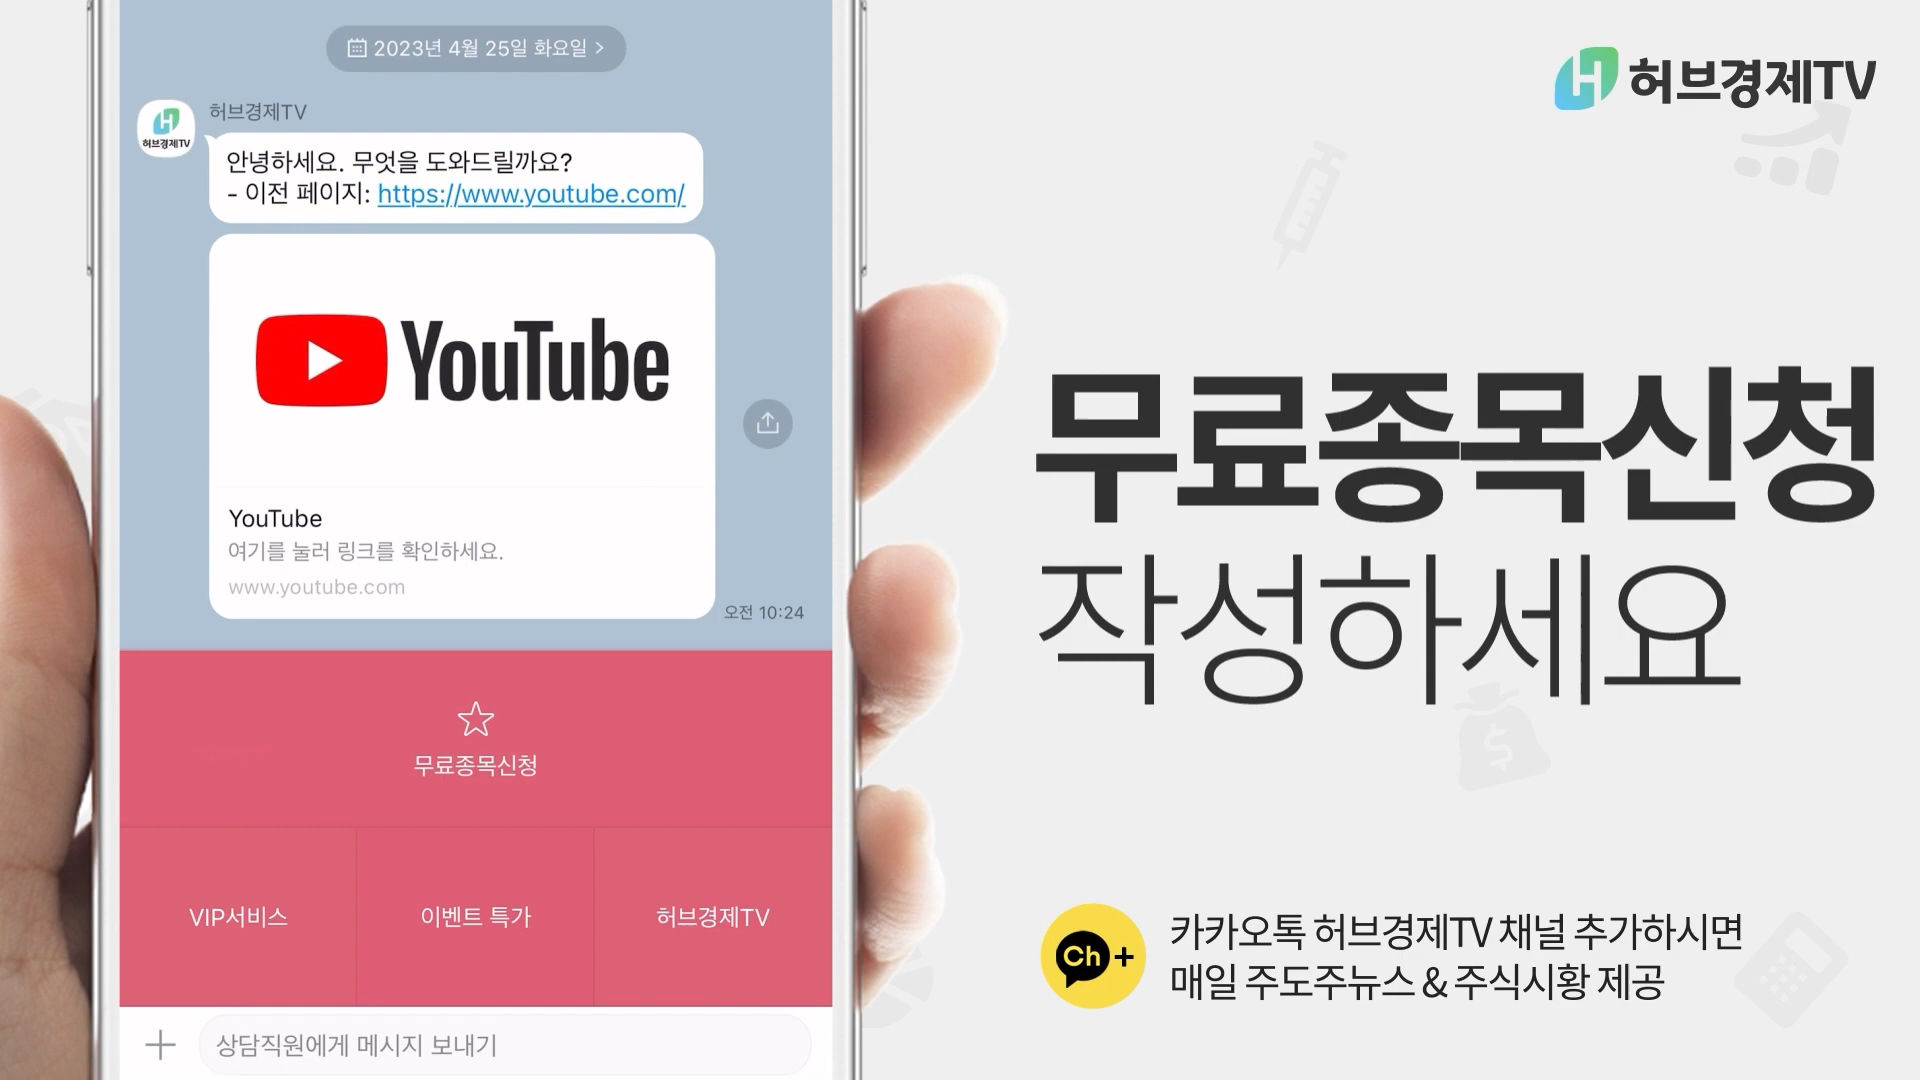 2023년 4월 25일 화요일 >
허브경제TV
허브경제TV
안녕하세요. 무엇을 도와드릴까요?
- 이전 페이지: https://www.youtube.com/
YouTube
YouTube
여기를 눌러 링크를 확인하세요.
www.youtube.com
오전 10:24
무료종목신청
VIP서비스
이벤트 특가
허브경제TV
상담직원에게 메시지 보내기
H 허브경제TV
무료종목신청
작성하세요
Ch+
카카오톡 허브경제TV 채널 추가하시면
매일 주도주뉴스 & 주식시황 제공